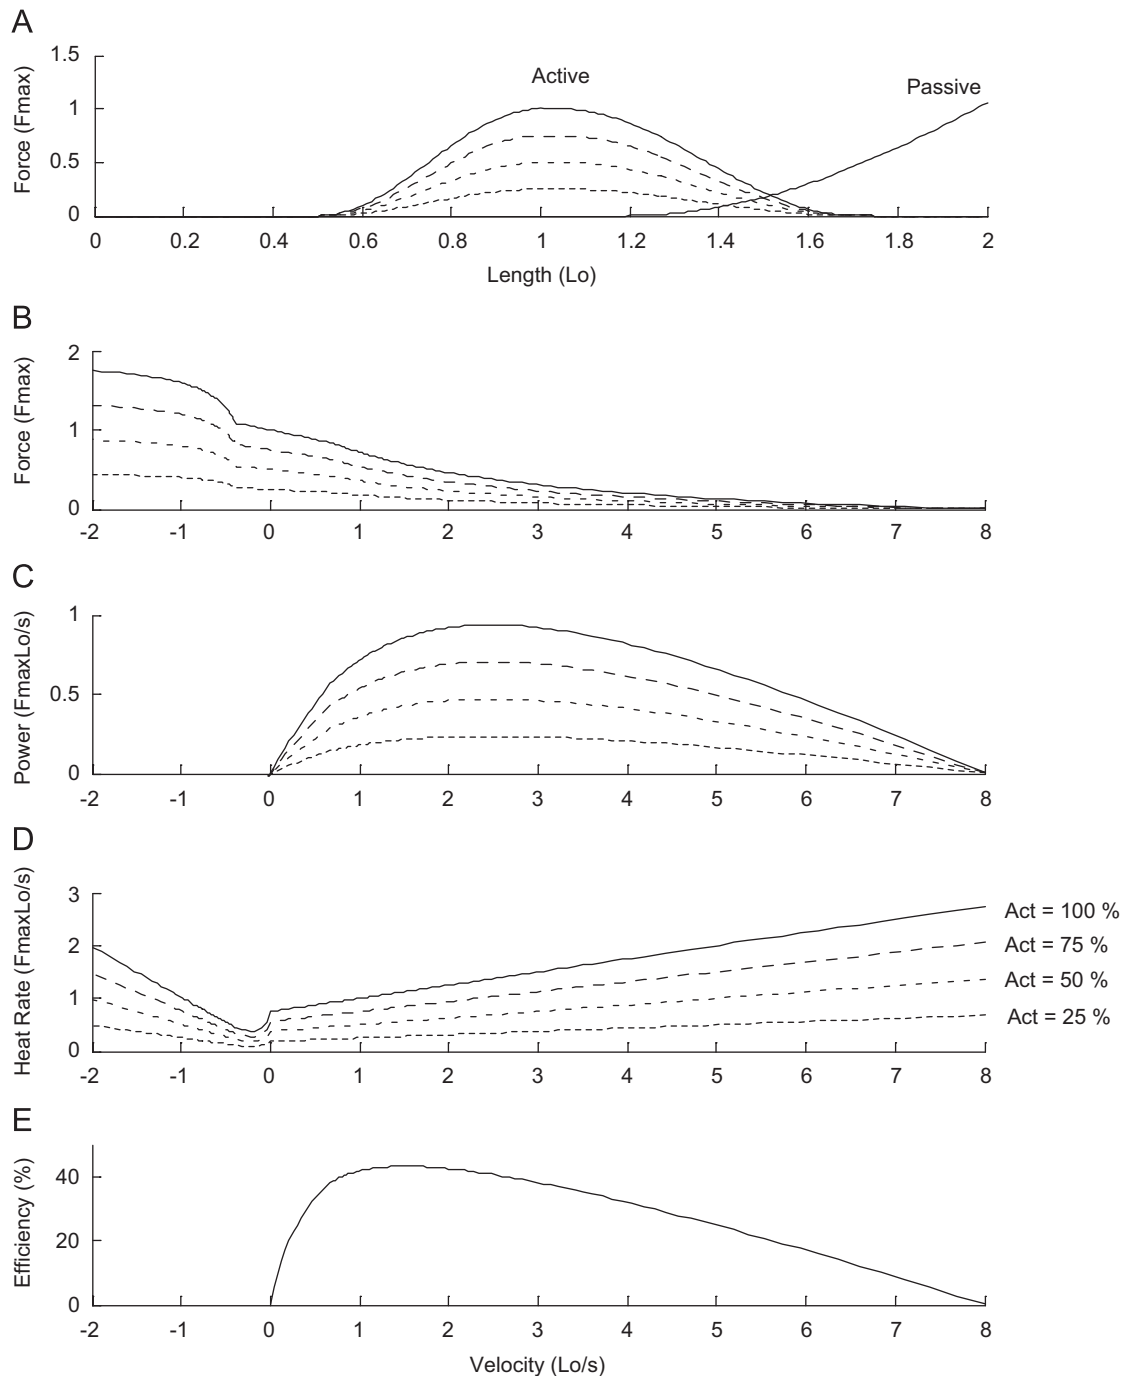 A
Force (Fmax)
1.5
1
0.5
0
Active
Passive
0 0.2 0.4 0.6 0.8 1 1.2 1.4 1.6 1.8 2
Length (Lo)
B
Force (Fmax)
2
1
0
-2 -1 0 1 2 3 4 5 6 7 8
C
Power (FmaxLo/s)
1
0.5
0
-2 -1 0 1 2 3 4 5 6 7 8
D
Heat Rate (FmaxLo/s)
3
2
1
0
Act = 100 %
Act = 75 %
Act = 50 %
Act = 25 %
-2 -1 0 1 2 3 4 5 6 7 8
E
Efficiency (%)
40
20
0
-2 -1 0 1 2 3 4 5 6 7 8
Velocity (Lo/s)